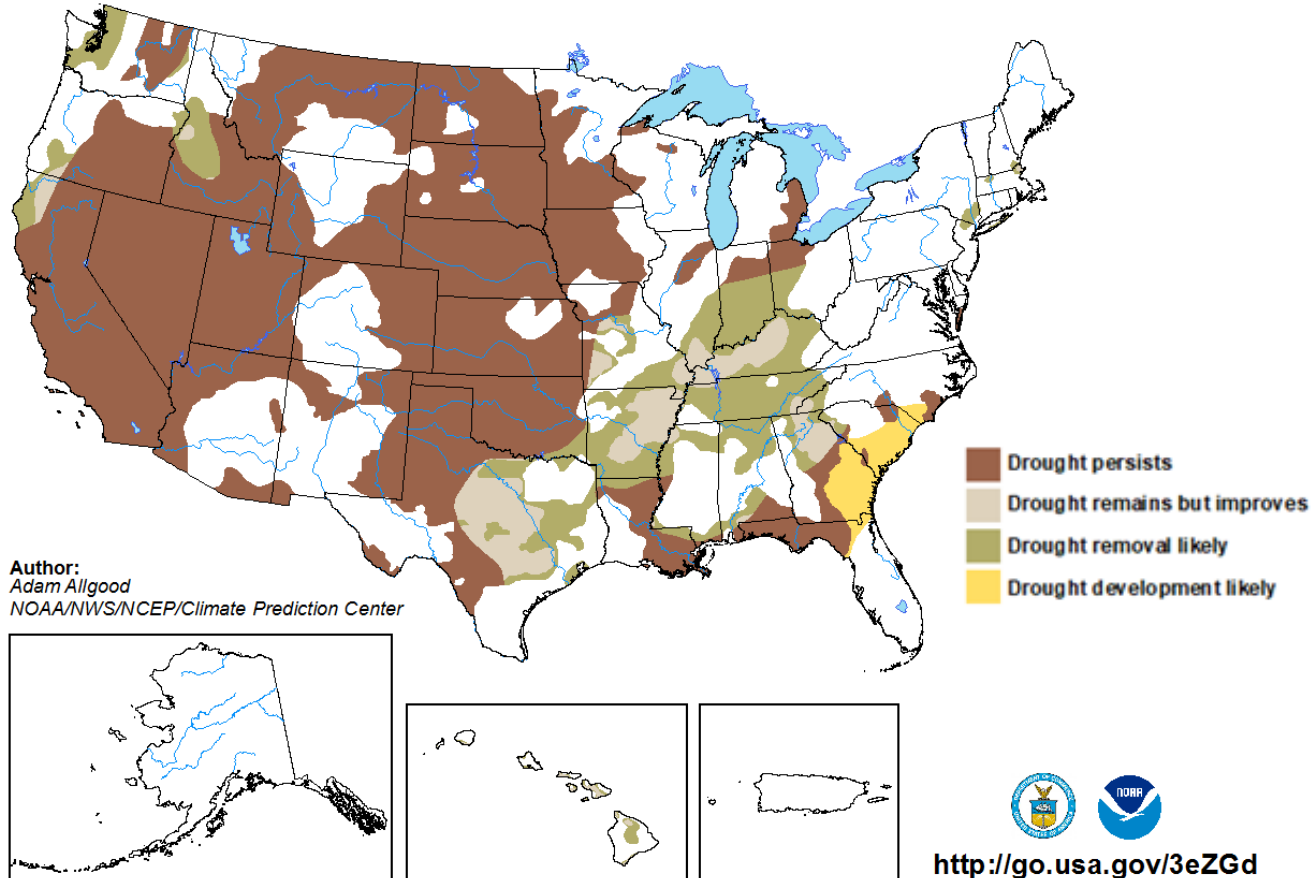 Drought persists
Drought remains but improves
Drought removal likely
Drought development likely
Author:
Adam Allgood
NOAA/NWS/NCEP/Climate Prediction Center
NOAA
http://go.usa.gov/3eZGd